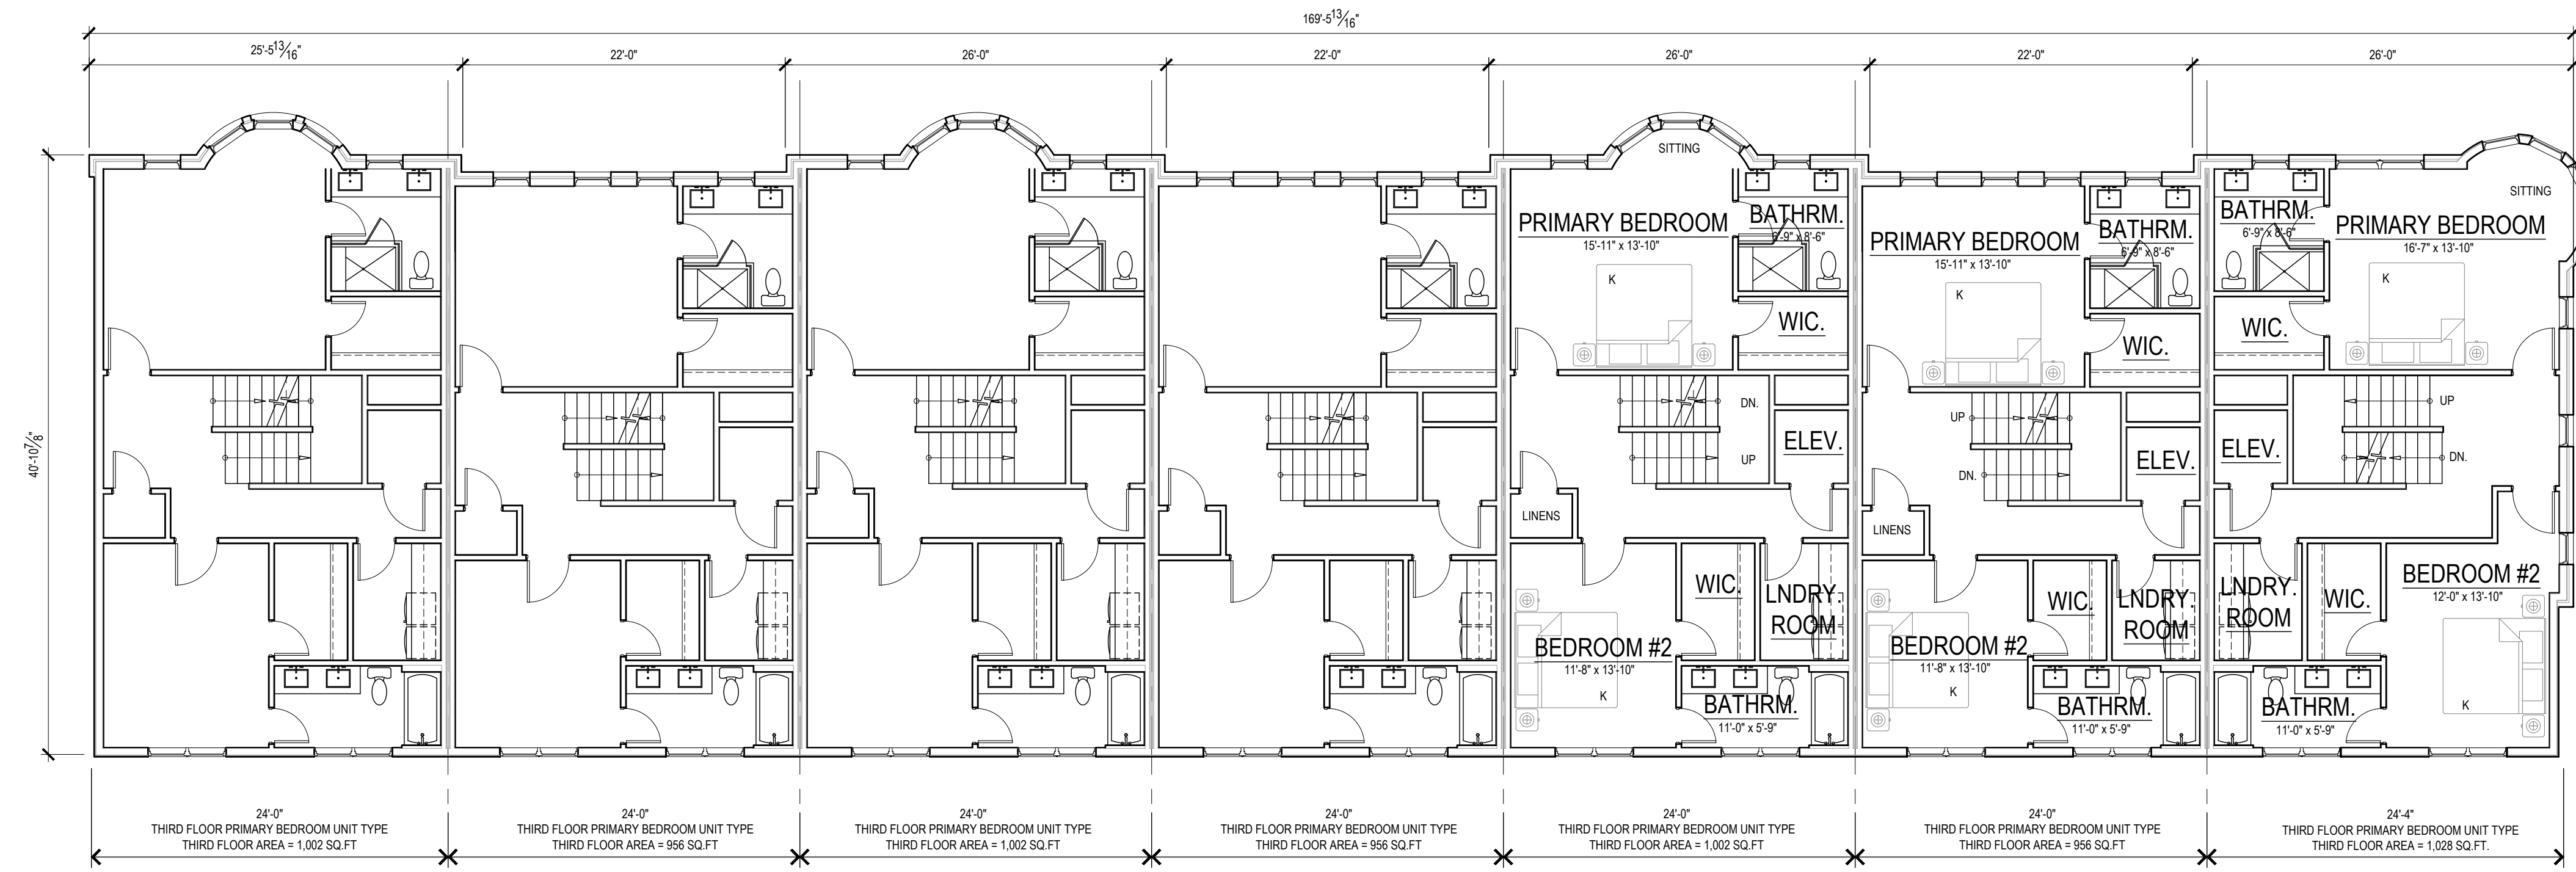 169'-5 13/16"
25'-5 13/16"
22'-0"
26'-0"
22'-0"
26'-0"
22'-0"
26'-0"
40'-10 7/8"
SITTING
PRIMARY BEDROOM
15'-11" x 13'-10"
K
BATHRM.
6'-9" x 8'-6"
WIC.
DN.
UP
ELEV.
LINENS
WIC.
LNDRY.
ROOM
BEDROOM #2
11'-8" x 13'-10"
K
BATHRM.
11'-0" x 5'-9"
PRIMARY BEDROOM
15'-11" x 13'-10"
K
BATHRM.
6'-9" x 8'-6"
WIC.
UP
DN.
ELEV.
LINENS
WIC.
LNDRY.
ROOM
BEDROOM #2
11'-8" x 13'-10"
K
BATHRM.
11'-0" x 5'-9"
SITTING
BATHRM.
6'-9" x 8'-6"
PRIMARY BEDROOM
16'-7" x 13'-10"
K
WIC.
UP
ELEV.
DN.
LNDRY.
ROOM
WIC.
BEDROOM #2
12'-0" x 13'-10"
K
BATHRM.
11'-0" x 5'-9"
24'-0"
THIRD FLOOR PRIMARY BEDROOM UNIT TYPE
THIRD FLOOR AREA = 1,002 SQ.FT
24'-0"
THIRD FLOOR PRIMARY BEDROOM UNIT TYPE
THIRD FLOOR AREA = 956 SQ.FT
24'-0"
THIRD FLOOR PRIMARY BEDROOM UNIT TYPE
THIRD FLOOR AREA = 1,002 SQ.FT
24'-0"
THIRD FLOOR PRIMARY BEDROOM UNIT TYPE
THIRD FLOOR AREA = 956 SQ.FT
24'-0"
THIRD FLOOR PRIMARY BEDROOM UNIT TYPE
THIRD FLOOR AREA = 1,002 SQ.FT
24'-0"
THIRD FLOOR PRIMARY BEDROOM UNIT TYPE
THIRD FLOOR AREA = 956 SQ.FT
24'-4"
THIRD FLOOR PRIMARY BEDROOM UNIT TYPE
THIRD FLOOR AREA = 1,028 SQ.FT.